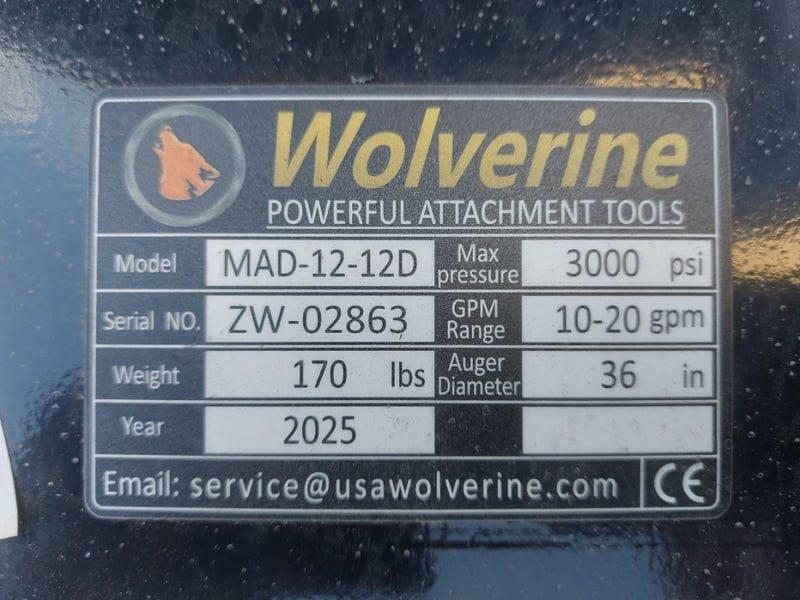 Wolverine
POWERFUL ATTACHMENT TOOLS
Model MAD-12-12D Max pressure 3000 psi
Serial NO. ZW-02863 GPM Range 10-20 gpm
Weight 170 lbs Auger Diameter 36 in
Year 2025
Email: service@usawolverine.com CE